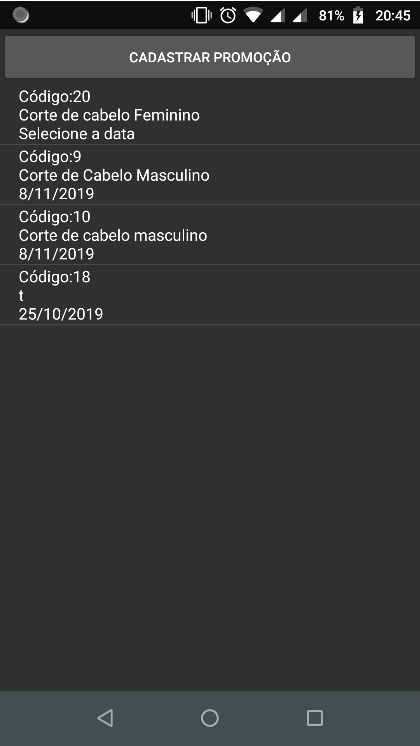 81% 20:45
CADASTRAR PROMOÇÃO
Código:20
Corte de cabelo Feminino
Selecione a data
Código:9
Corte de Cabelo Masculino
8/11/2019
Código:10
Corte de cabelo masculino
8/11/2019
Código:18
t
25/10/2019